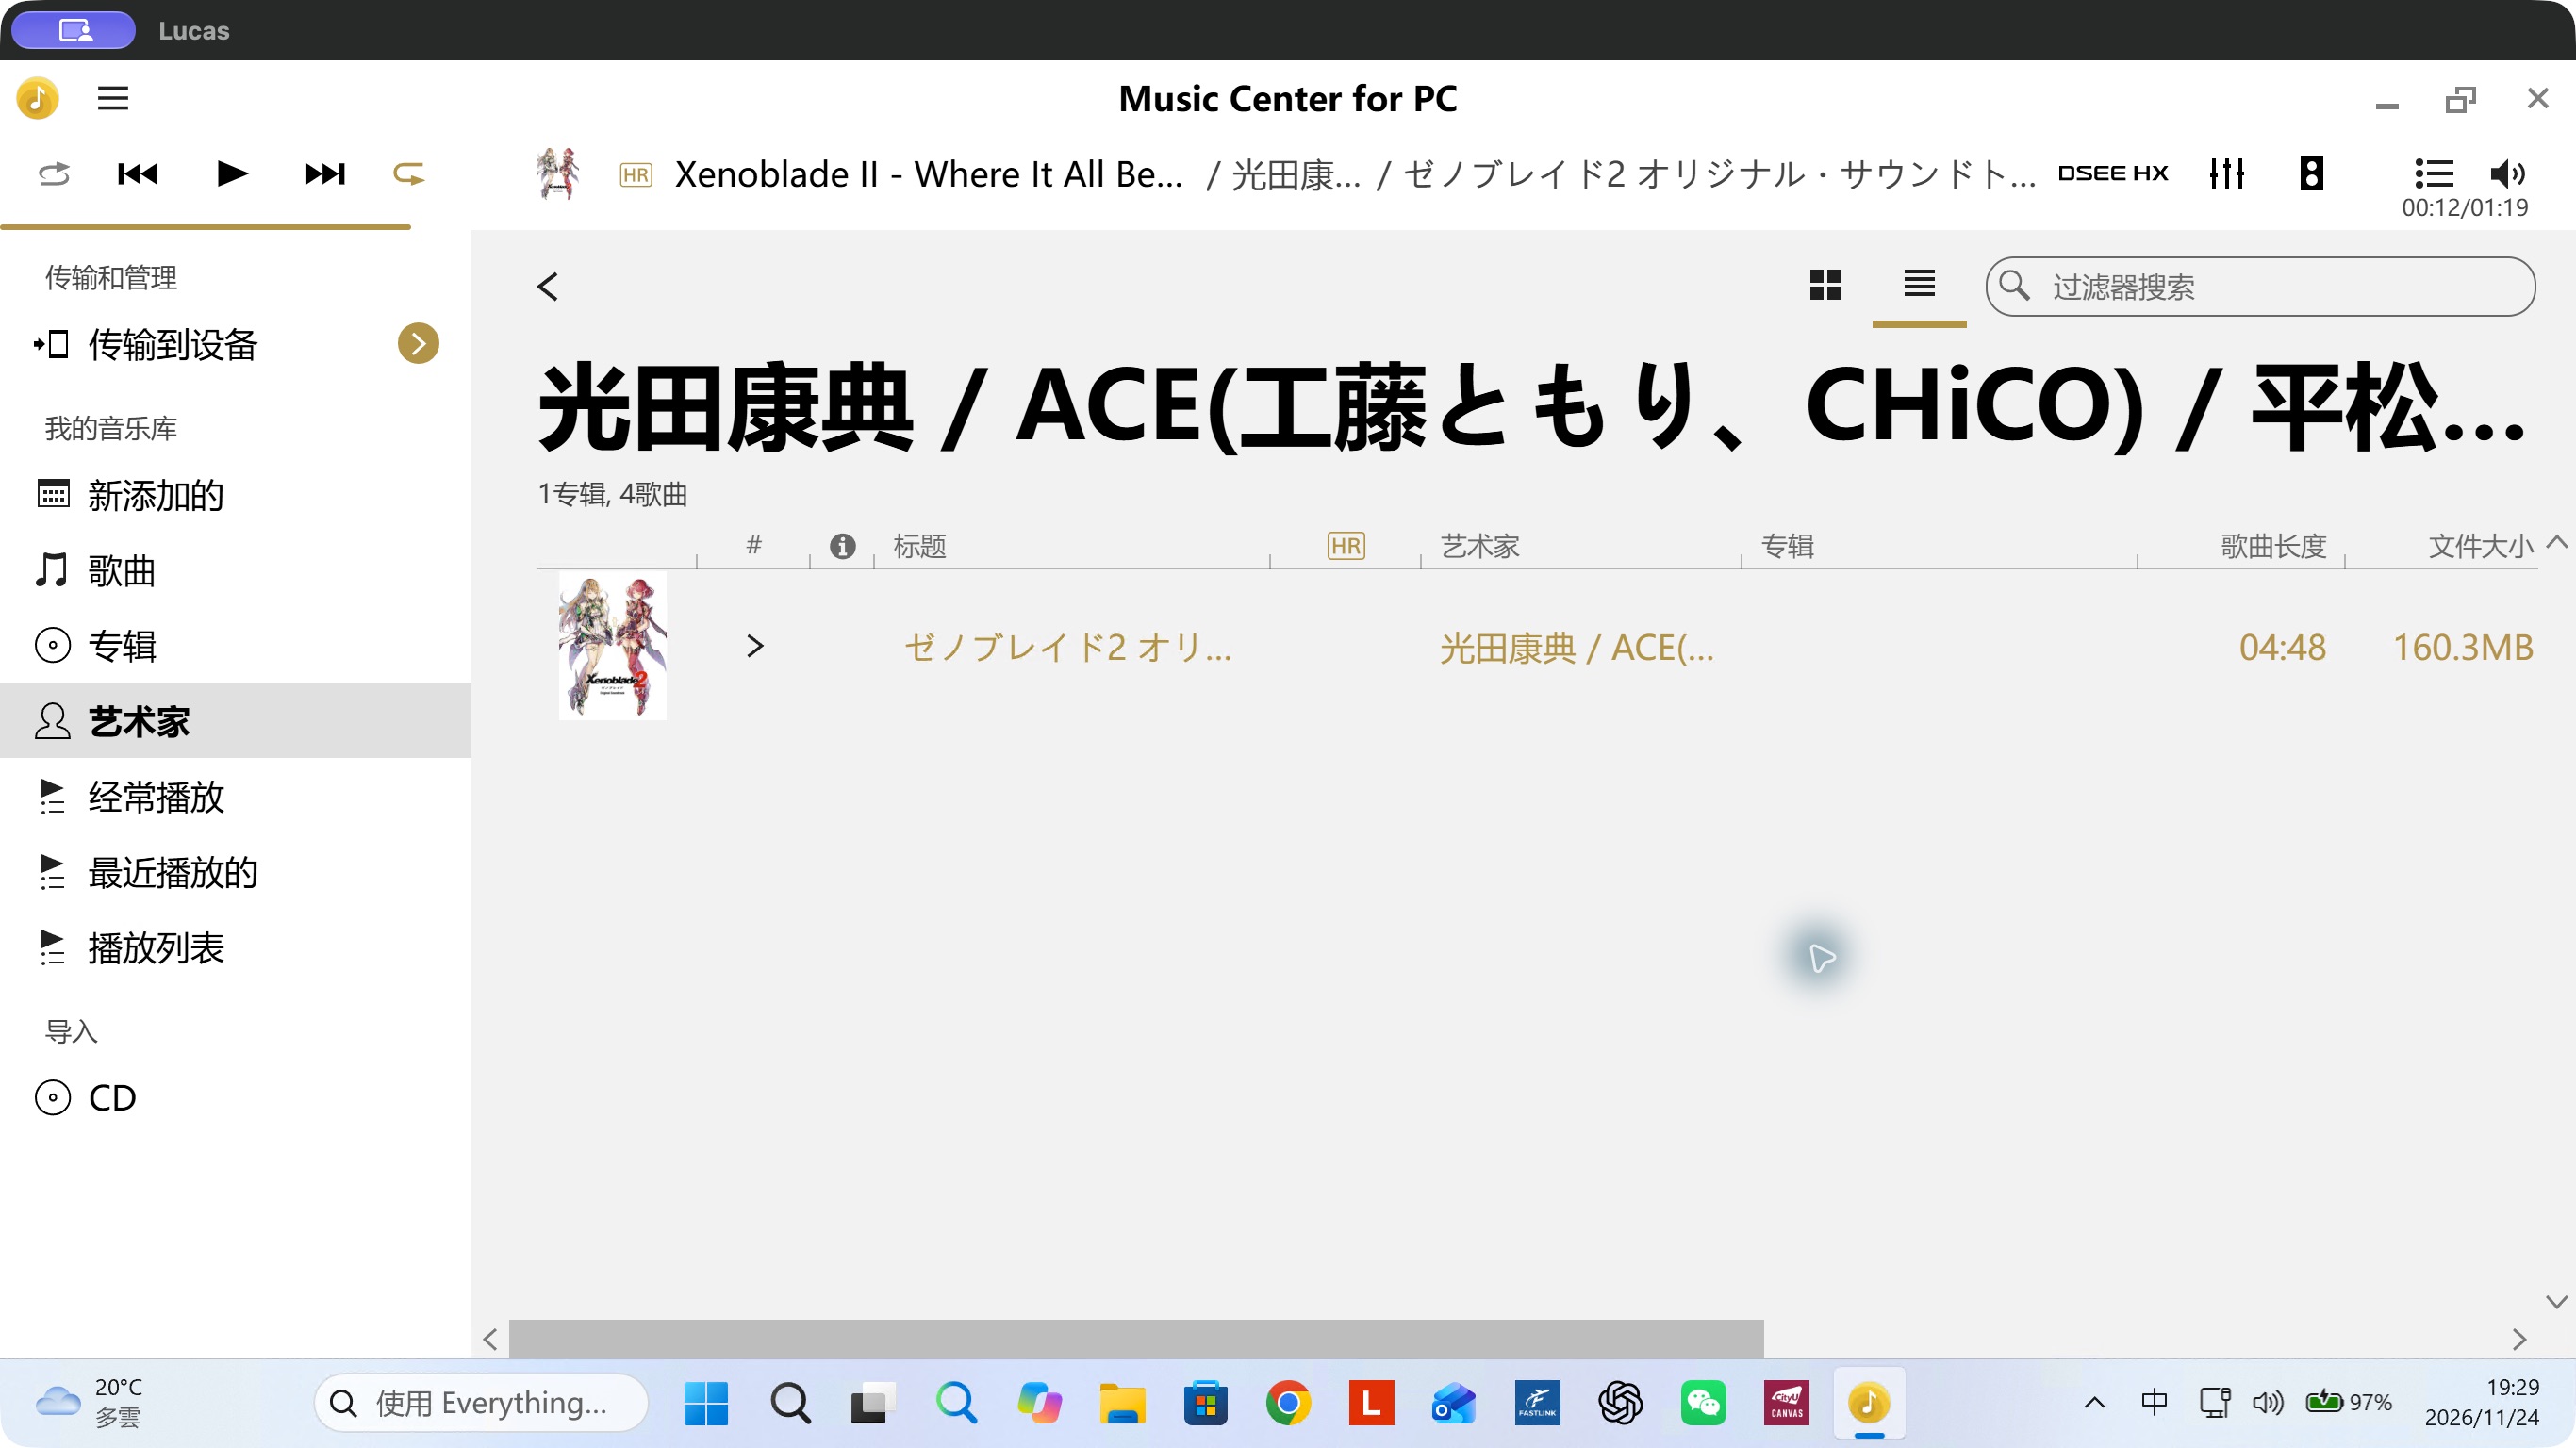 Lucas
Music Center for PC
HR Xenoblade II - Where It All Be... / 光田康... / ゼノブレイド2 オリジナル・サウンドト... DSEE HX
00:12/01:19
传输和管理
传输到设备
我的音乐库
新添加的
歌曲
专辑
艺术家
经常播放
最近播放的
播放列表
导入
CD
过滤器搜索
光田康典 / ACE(工藤ともり、CHiCO) / 平松...
1专辑, 4歌曲
# 标题 HR 艺术家 专辑 歌曲长度 文件大小
Xenoblade2
ゼノブレイド2 オリ... 光田康典 / ACE(... 04:48 160.3MB
20°C
多雲
使用 Everything...
L
FASTLINK
CityU
CANVAS
中
97%
19:29
2026/11/24